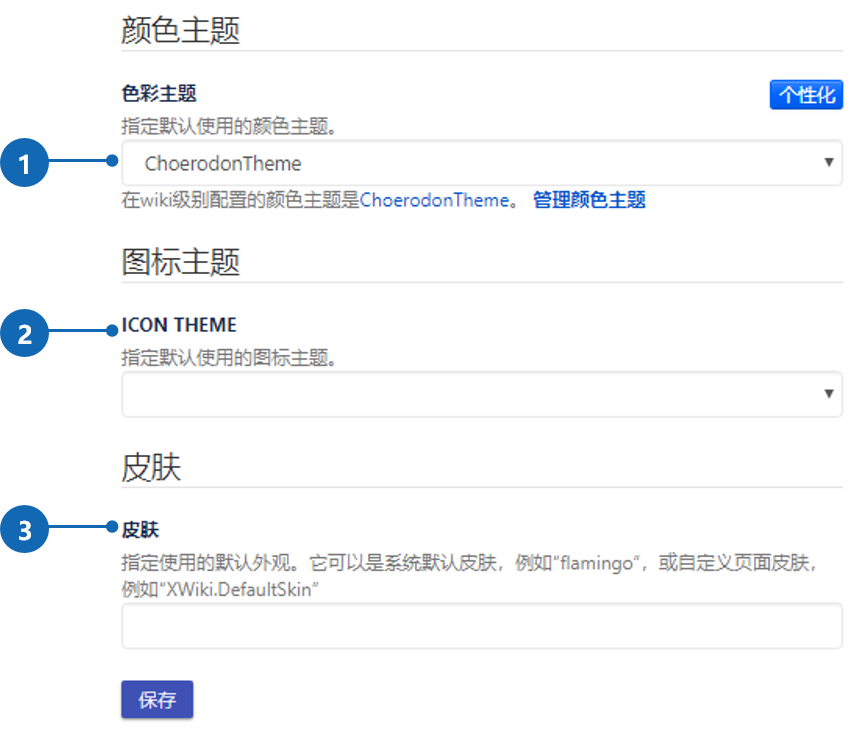 颜色主题
色彩主题
个性化
指定默认使用的颜色主题。
1
ChoerodonTheme
在wiki级别配置的颜色主题是ChoerodonTheme。 管理颜色主题
图标主题
2
ICON THEME
指定默认使用的图标主题。
皮肤
3
皮肤
指定使用的默认外观。它可以是系统默认皮肤，例如“flamingo”，或自定义页面皮肤，
例如“XWiki.DefaultSkin”
保存